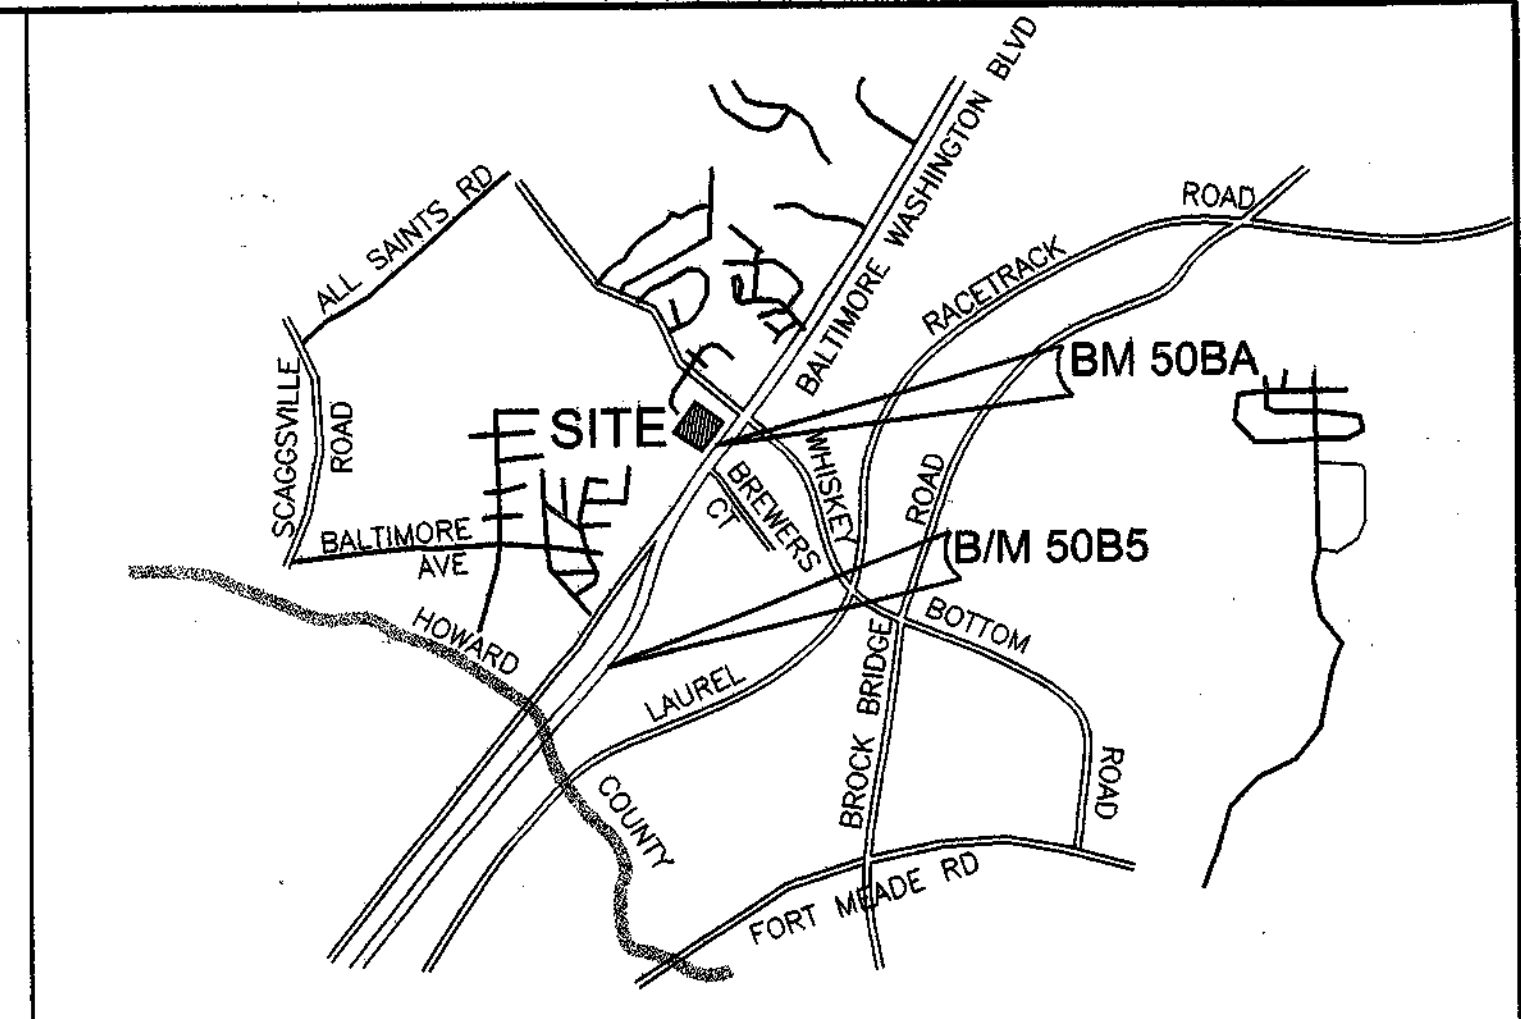 BALTIMORE WASHINGTON BLVD
ALL SAINTS RD
ROAD
RACETRACK
BM 50BA
SCAGGSVILLE
ROAD
SITE
WHISKEY
ROAD
BREWERS
CT
BALTIMORE
AVE
B/M 50B5
HOWARD
BOTTOM
LAUREL
BROCK BRIDGE
ROAD
COUNTY
FORT MEADE RD